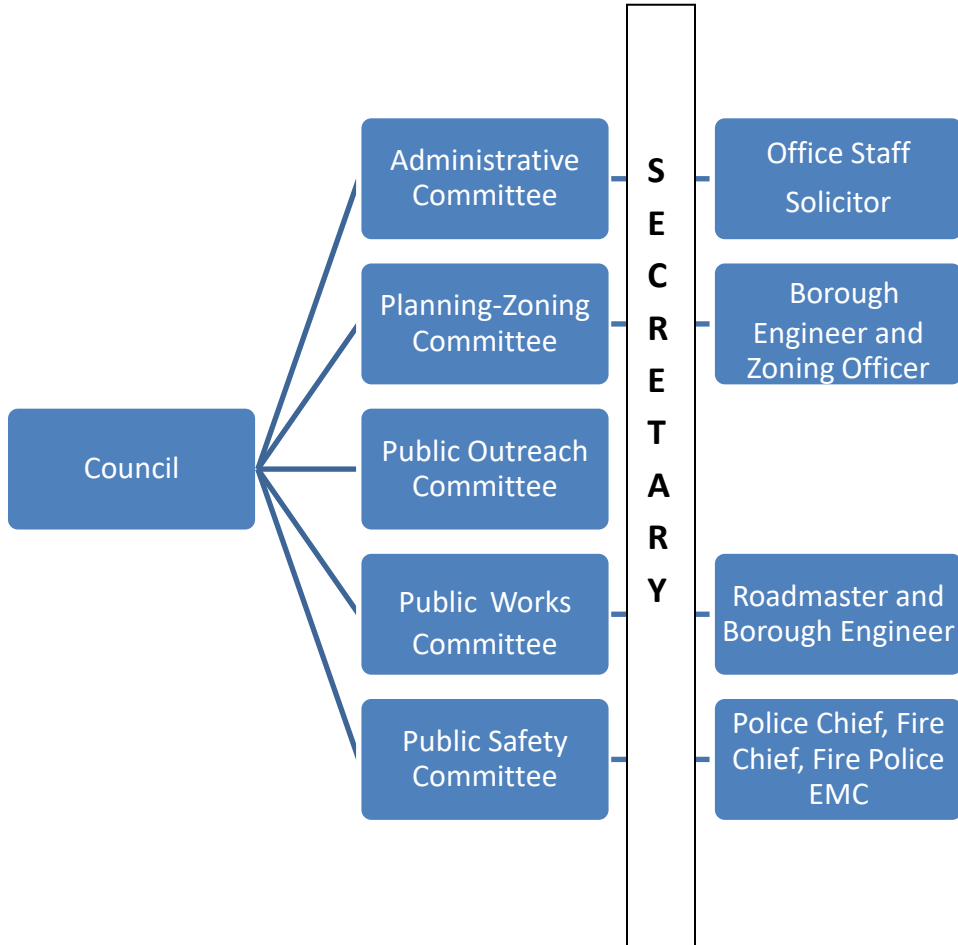 Council
Administrative
Committee
Planning-Zoning
Committee
Public Outreach
Committee
Public Works
Committee
Public Safety
Committee
S
E
C
R
E
T
A
R
Y
Office Staff
Solicitor
Borough
Engineer and
Zoning Officer
Roadmaster and
Borough Engineer
Police Chief, Fire
Chief, Fire Police
EMC